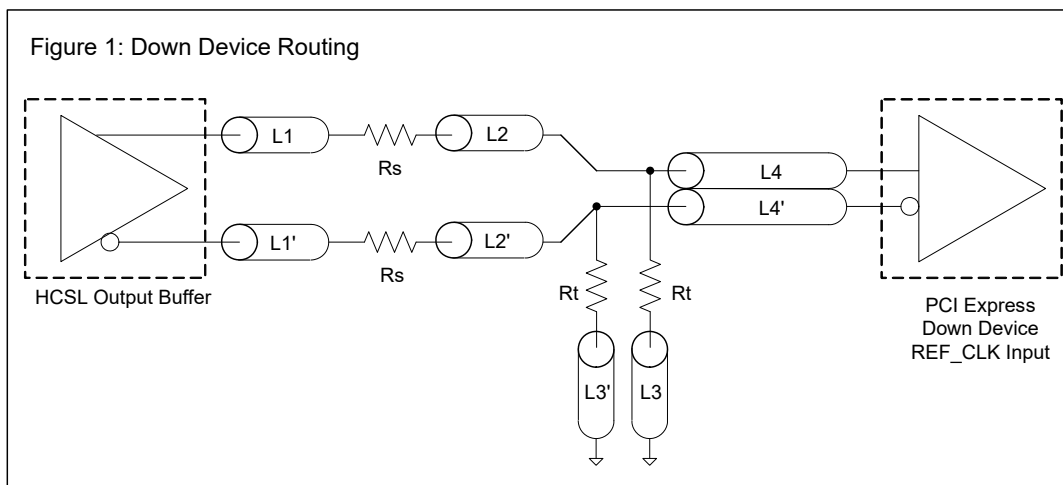 Figure 1: Down Device Routing
L1
Rs
L2
L4
L4'
L1'
Rs
L2'
HCSL Output Buffer
Rt
Rt
L3'
L3
PCI Express
Down Device
REF_CLK Input